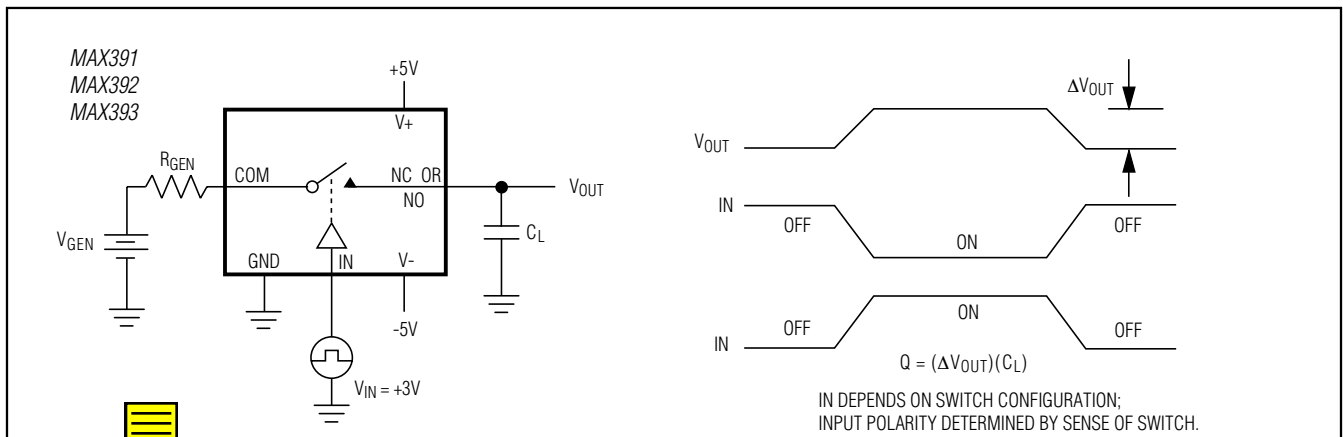 MAX391
MAX392
MAX393
+5V
V+
RGEN
COM
NC OR
NO
VOUT
VGEN
CL
GND
IN
V-
-5V
VIN = +3V
ΔVOUT
VOUT
IN
OFF
ON
OFF
IN
OFF
ON
OFF
Q = (ΔVOUT)(CL)
IN DEPENDS ON SWITCH CONFIGURATION;
INPUT POLARITY DETERMINED BY SENSE OF SWITCH.